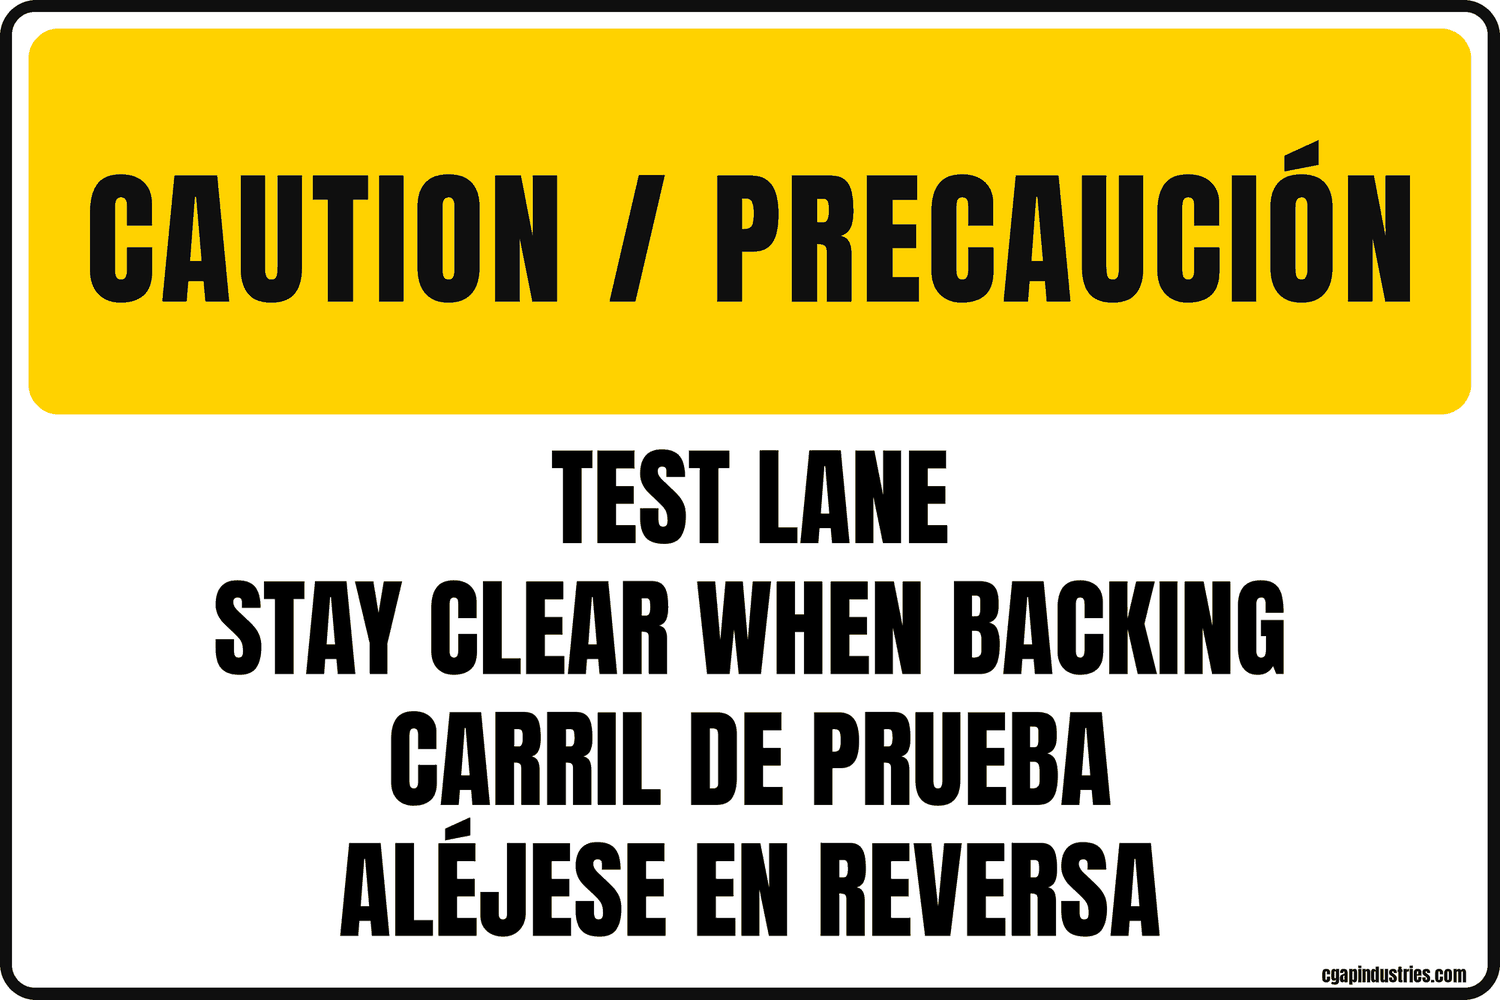 CAUTION / PRECAUCIÓN
TEST LANE
STAY CLEAR WHEN BACKING
CARRIL DE PRUEBA
ALÉJESE EN REVERSA
cgapindustries.com